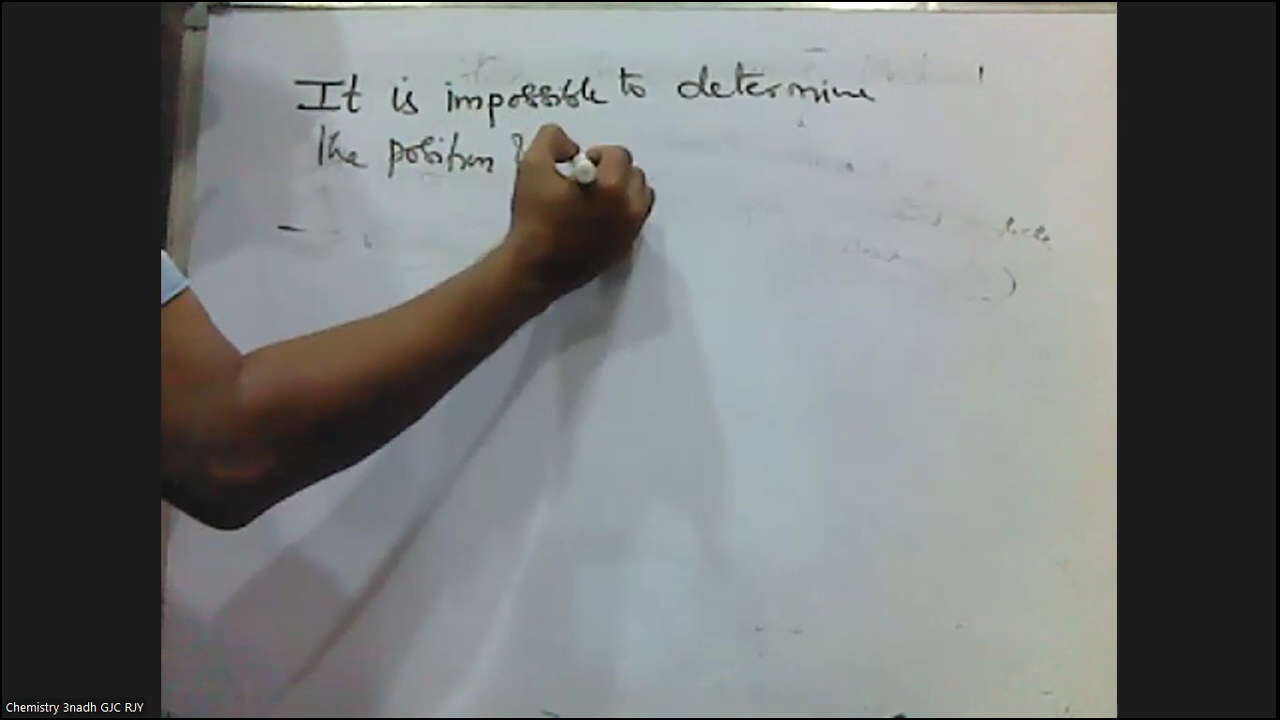 It is impossible to determine
the position &
Chemistry 3nadh GJC RJY